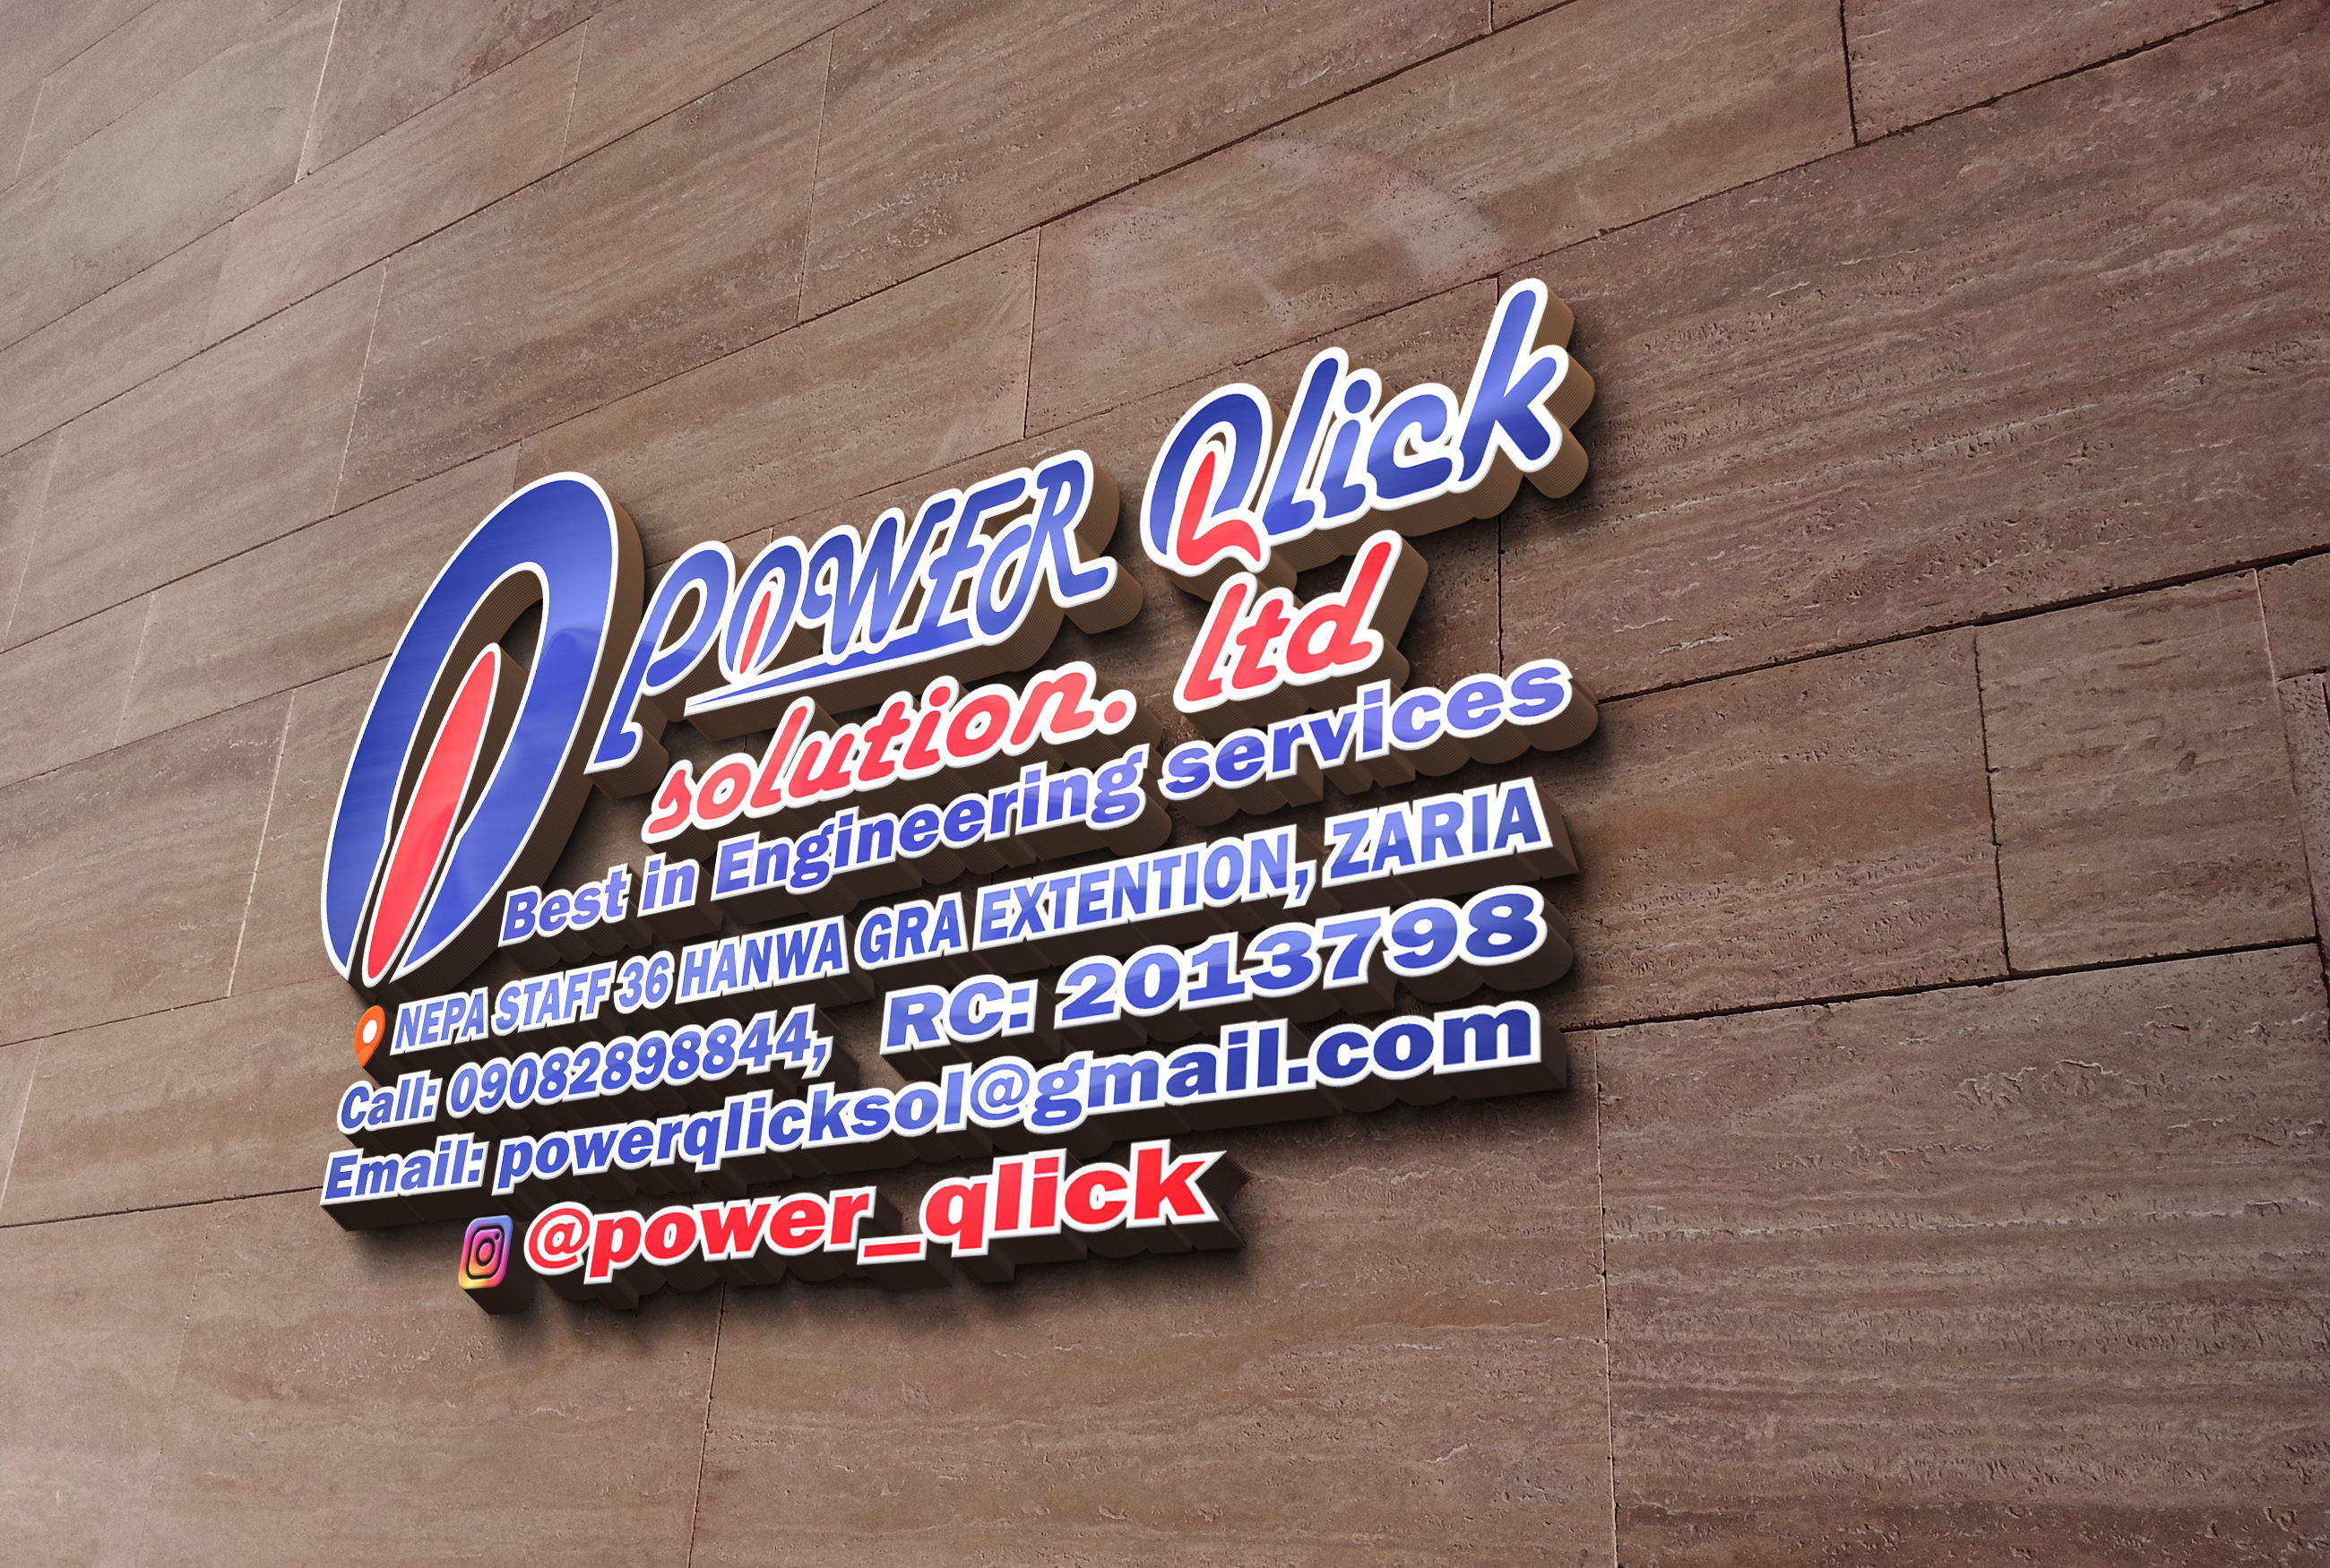 POWER Qlick
solution. ltd
Best in Engineering services
NEPA STAFF 36 HANWA GRA EXTENTION, ZARIA
Call: 09082898844, RC: 2013798
Email: powerqlicksol@gmail.com
@power_qlick